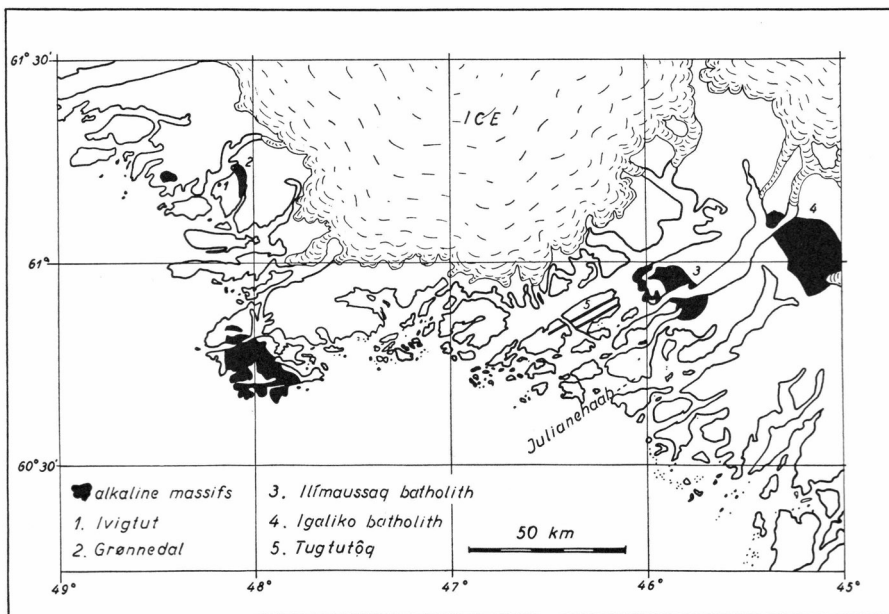 61° 30'
ICE
2
1
4
61°
3
5
Julianehaab
60° 30'
alkaline massifs
1. Ivigtut
2. Grønnedal
3. Ilímaussaq batholith
4. Igaliko batholith
5. Tugtutôq
50 km
49°
48°
47°
46°
45°